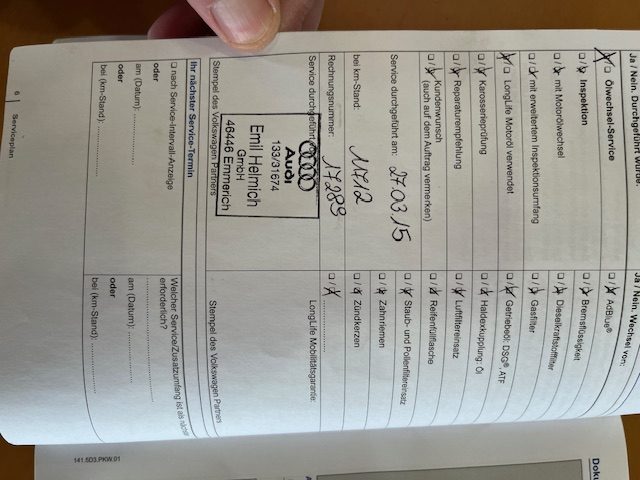 Ja / Nein. Durchgeführt wurde:
Ölwechsel-Service
Inspektion
mit Motorölwechsel
mit erweitertem Inspektionsumfang
LongLife Motoröl verwendet
Karosserieprüfung
Reparaturempfehlung
Kundenwunsch
(auch auf dem Auftrag vermerken)
Service durchgeführt am: 27.03.15
bei km-Stand:
Rechnungsnummer: 17289
Service durchgeführt
Audi
133/31674
Emil Helmich
GmbH
46446 Emmerich
Stempel des Volkswagen Partners
Ihr nächster Service-Termin
nach Service-Intervall-Anzeige
oder
am (Datum):
oder
bei (km-Stand):
Ja / Nein. Wechsel von:
AdBlue®
Bremsflüssigkeit
Dieselkraftstofffilter
Gasfilter
Getriebeöl: DSG®, ATF
Haldexkupplung: Öl
Luftfiltereinsatz
Reifenfüllflasche
Staub- und Pollenfiltereinsatz
Zahnriemen
Zündkerzen
LongLife Mobilitätsgarantie:
Stempel des Volkswagen Partners
Welcher Service/Zusatzumfang ist als nächstes
erforderlich?
am (Datum):
oder
bei (km-Stand):
6 Serviceplan
141.5D3.PKW.01